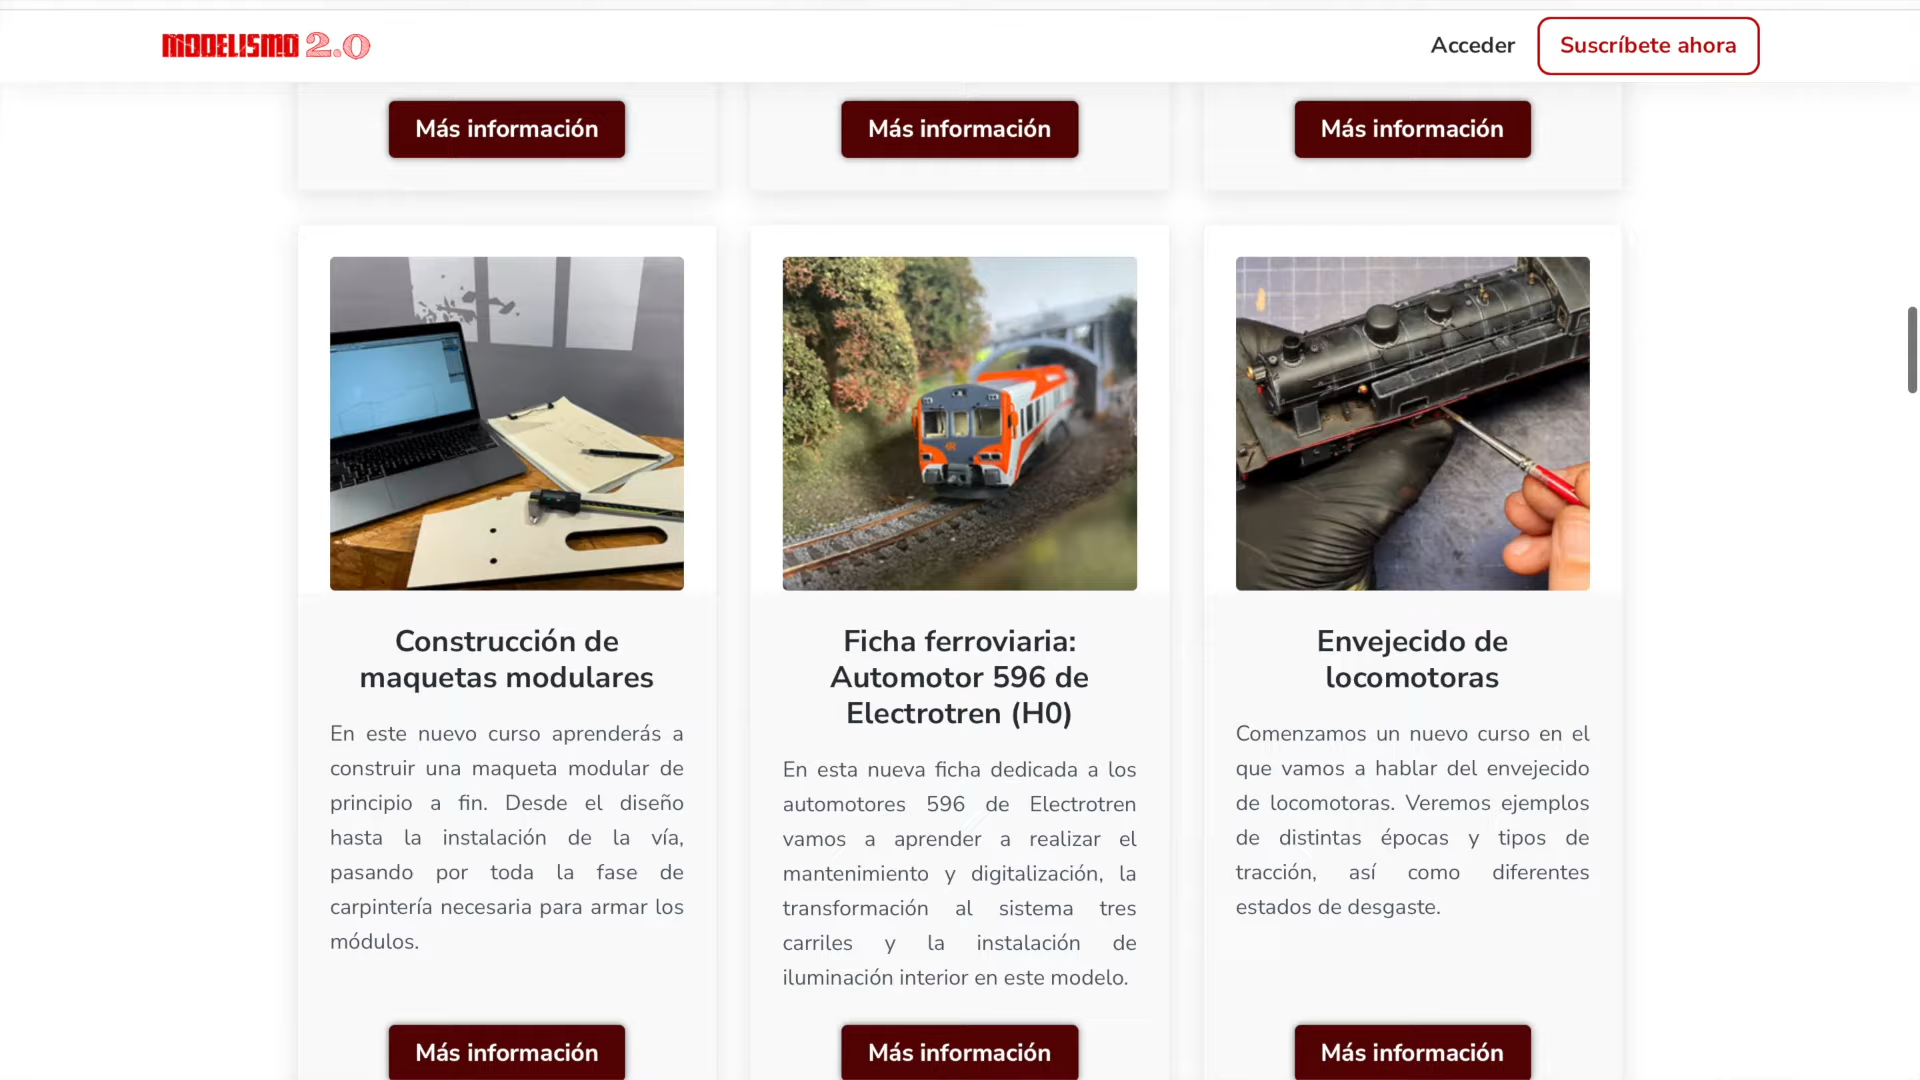 MODELISMO 2.0
Acceder
Suscríbete ahora
Más información
Más información
Más información
Construcción de
maquetas modulares
En este nuevo curso aprenderás a
construir una maqueta modular de
principio a fin. Desde el diseño
hasta la instalación de la vía,
pasando por toda la fase de
carpintería necesaria para armar los
módulos.
Más información
Ficha ferroviaria:
Automotor 596 de
Electrotren (H0)
En esta nueva ficha dedicada a los
automotores 596 de Electrotren
vamos a aprender a realizar el
mantenimiento y digitalización, la
transformación al sistema tres
carriles y la instalación de
iluminación interior en este modelo.
Más información
Envejecido de
locomotoras
Comenzamos un nuevo curso en el
que vamos a hablar del envejecido
de locomotoras. Veremos ejemplos
de distintas épocas y tipos de
tracción, así como diferentes
estados de desgaste.
Más información